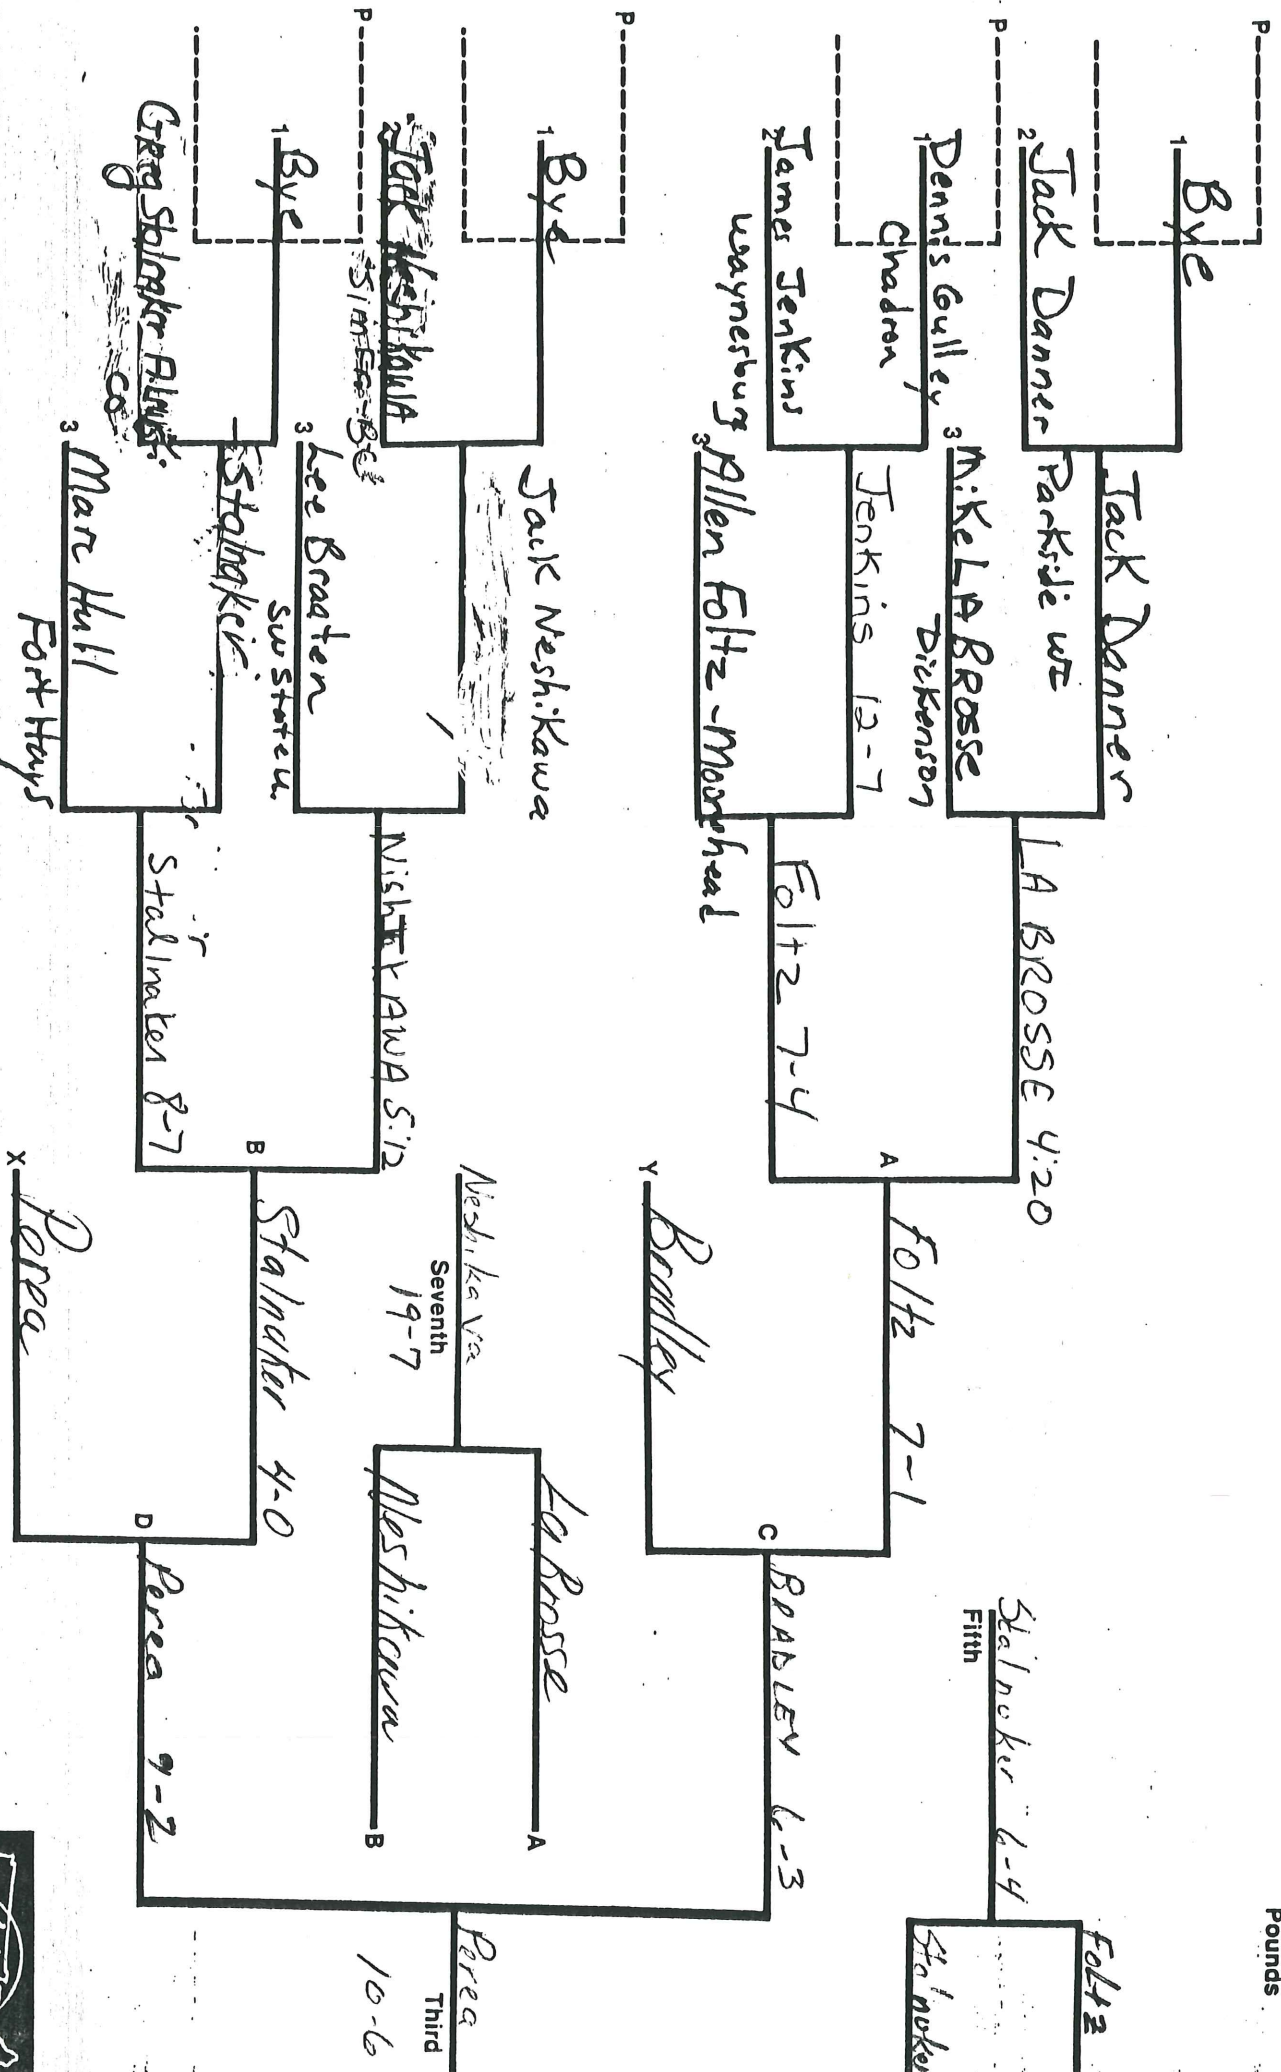 Pounds
P
1 Bye
2 Jack Danner
Parkside WI
Jack Danner
3 Mike LABROSSE
Dickenson
LA BROSSE 4:20
P
1 Dennis Gulley
Chadron
2 James Jenkins
Waynesburg
Jenkins 12-7
3 Allen Foltz - Moorhead
Foltz 7-4
A
Foltz 7-1
Y Bradley
C
BRADLEY 6-3
P
1 Bye
2 Jack Neshikawa
Jack Neshikawa
3 Lee Braaten
SW State U.
NishIKAWA 5:12
P
1 Bye
Greg Stalnaker
Co
Stalnaker
3 Marc Hull
Fort Hays
Stalnaker 8-7
B
Stalnaker 4-0
X Perea
D
Perea 9-2
Perea
Third
10-6
LaBrosse A
Neshikawa B
Neshikava
Seventh
19-7
Foltz
Stalnaker
Stalnaker 6-4
Fifth